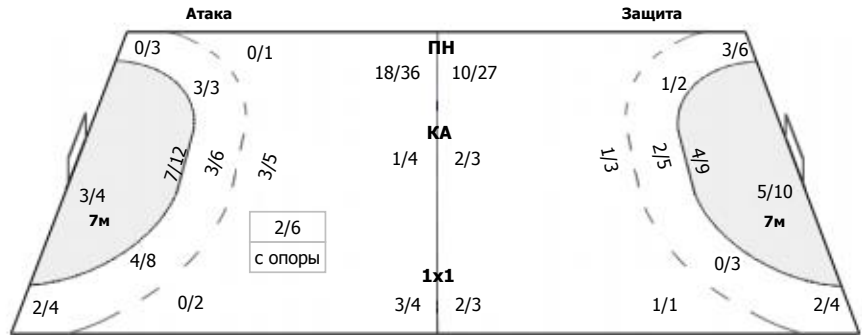 Атака Защита
0/3 0/1 ПН 3/6
3/3 18/36 10/27 1/2
КА
7/12 3/6 3/5 1/4 2/3 1/3 2/5 4/9
3/4 5/10
7м 7м
2/6
с опоры
4/8 0/3
1x1
2/4 0/2 3/4 2/3 1/1 2/4